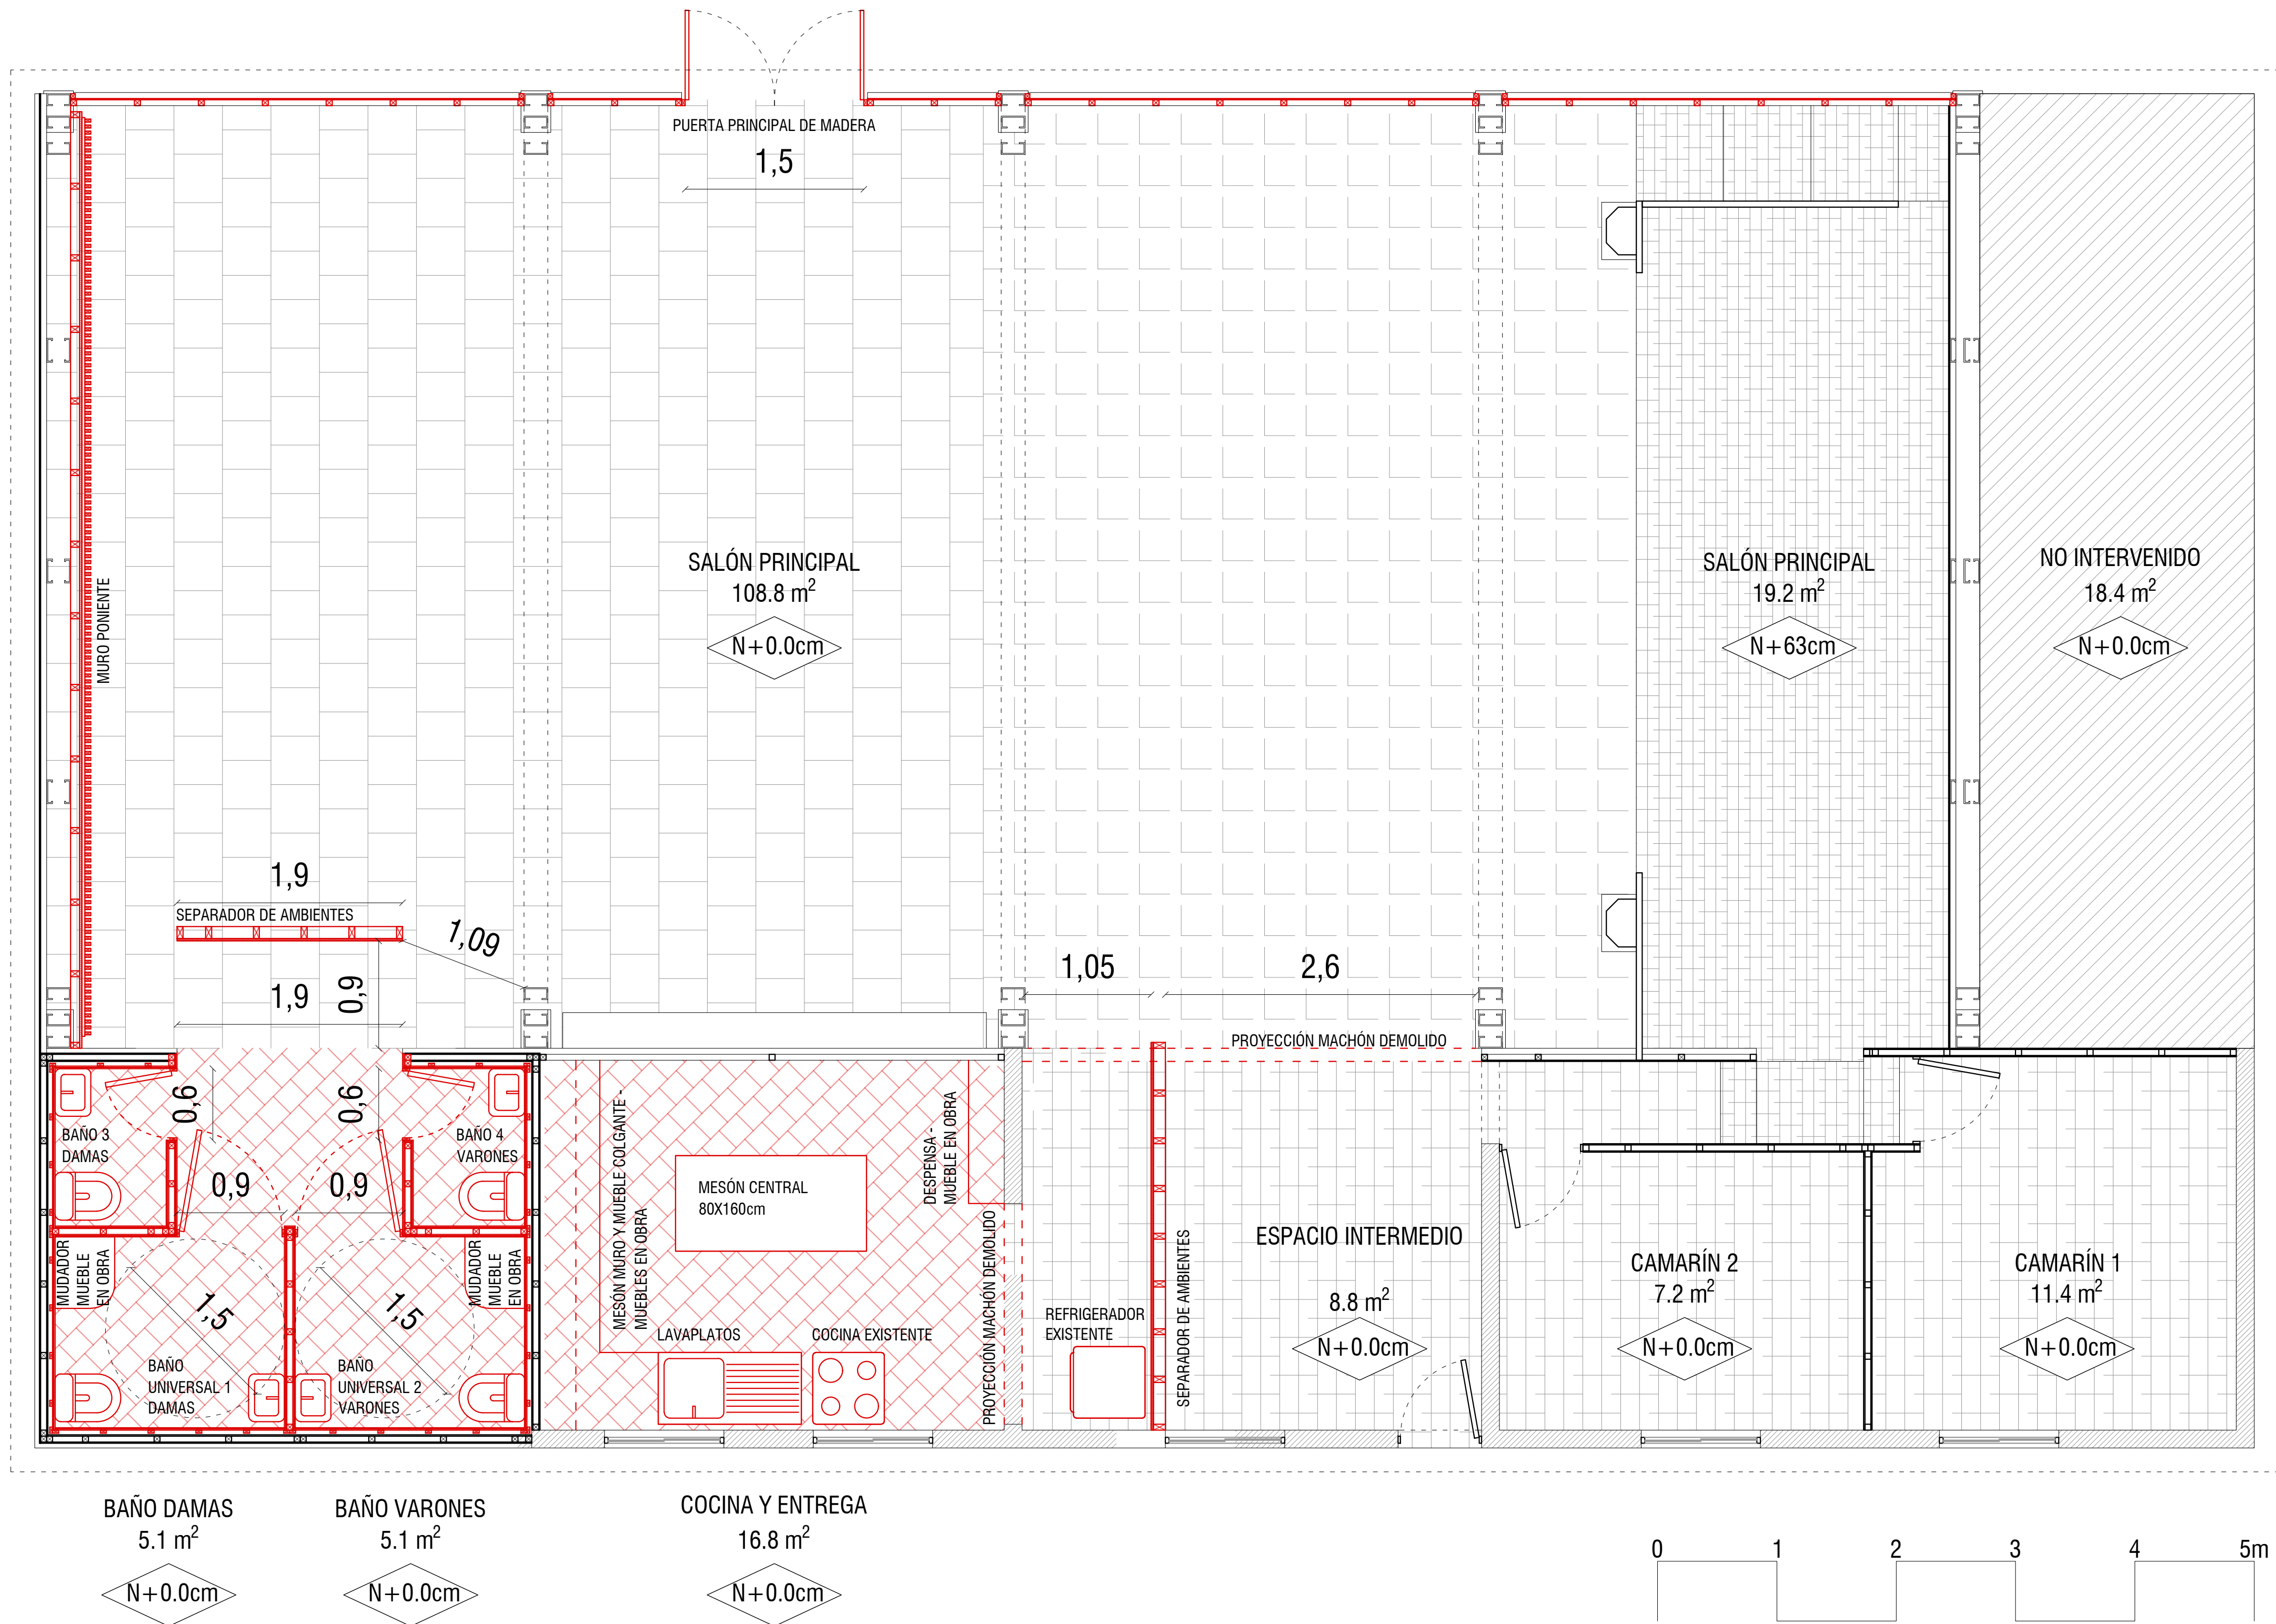 PUERTA PRINCIPAL DE MADERA
1,5
SALÓN PRINCIPAL
108.8 m²
N+0.0cm
SALÓN PRINCIPAL
19.2 m²
N+63cm
NO INTERVENIDO
18.4 m²
N+0.0cm
MURO PONIENTE
1,9
SEPARADOR DE AMBIENTES
1,09
1,9
0,9
1,05
2,6
PROYECCIÓN MACHÓN DEMOLIDO
0,6
0,6
BAÑO 3
DAMAS
BAÑO 4
VARONES
0,9
0,9
MUDADOR
MUEBLE
EN OBRA
MUDADOR
MUEBLE
EN OBRA
1,5
1,5
BAÑO
UNIVERSAL 1
DAMAS
BAÑO
UNIVERSAL 2
VARONES
MESON MURO Y MUEBLE COLGANTE -
MUEBLES EN OBRA
MESÓN CENTRAL
80X160cm
DESPENSA -
MUEBLE EN OBRA
LAVAPLATOS
COCINA EXISTENTE
PROYECCIÓN MACHÓN DEMOLIDO
REFRIGERADOR
EXISTENTE
SEPARADOR DE AMBIENTES
ESPACIO INTERMEDIO
8.8 m²
N+0.0cm
CAMARÍN 2
7.2 m²
N+0.0cm
CAMARÍN 1
11.4 m²
N+0.0cm
BAÑO DAMAS
5.1 m²
N+0.0cm
BAÑO VARONES
5.1 m²
N+0.0cm
COCINA Y ENTREGA
16.8 m²
N+0.0cm
0 1 2 3 4 5m